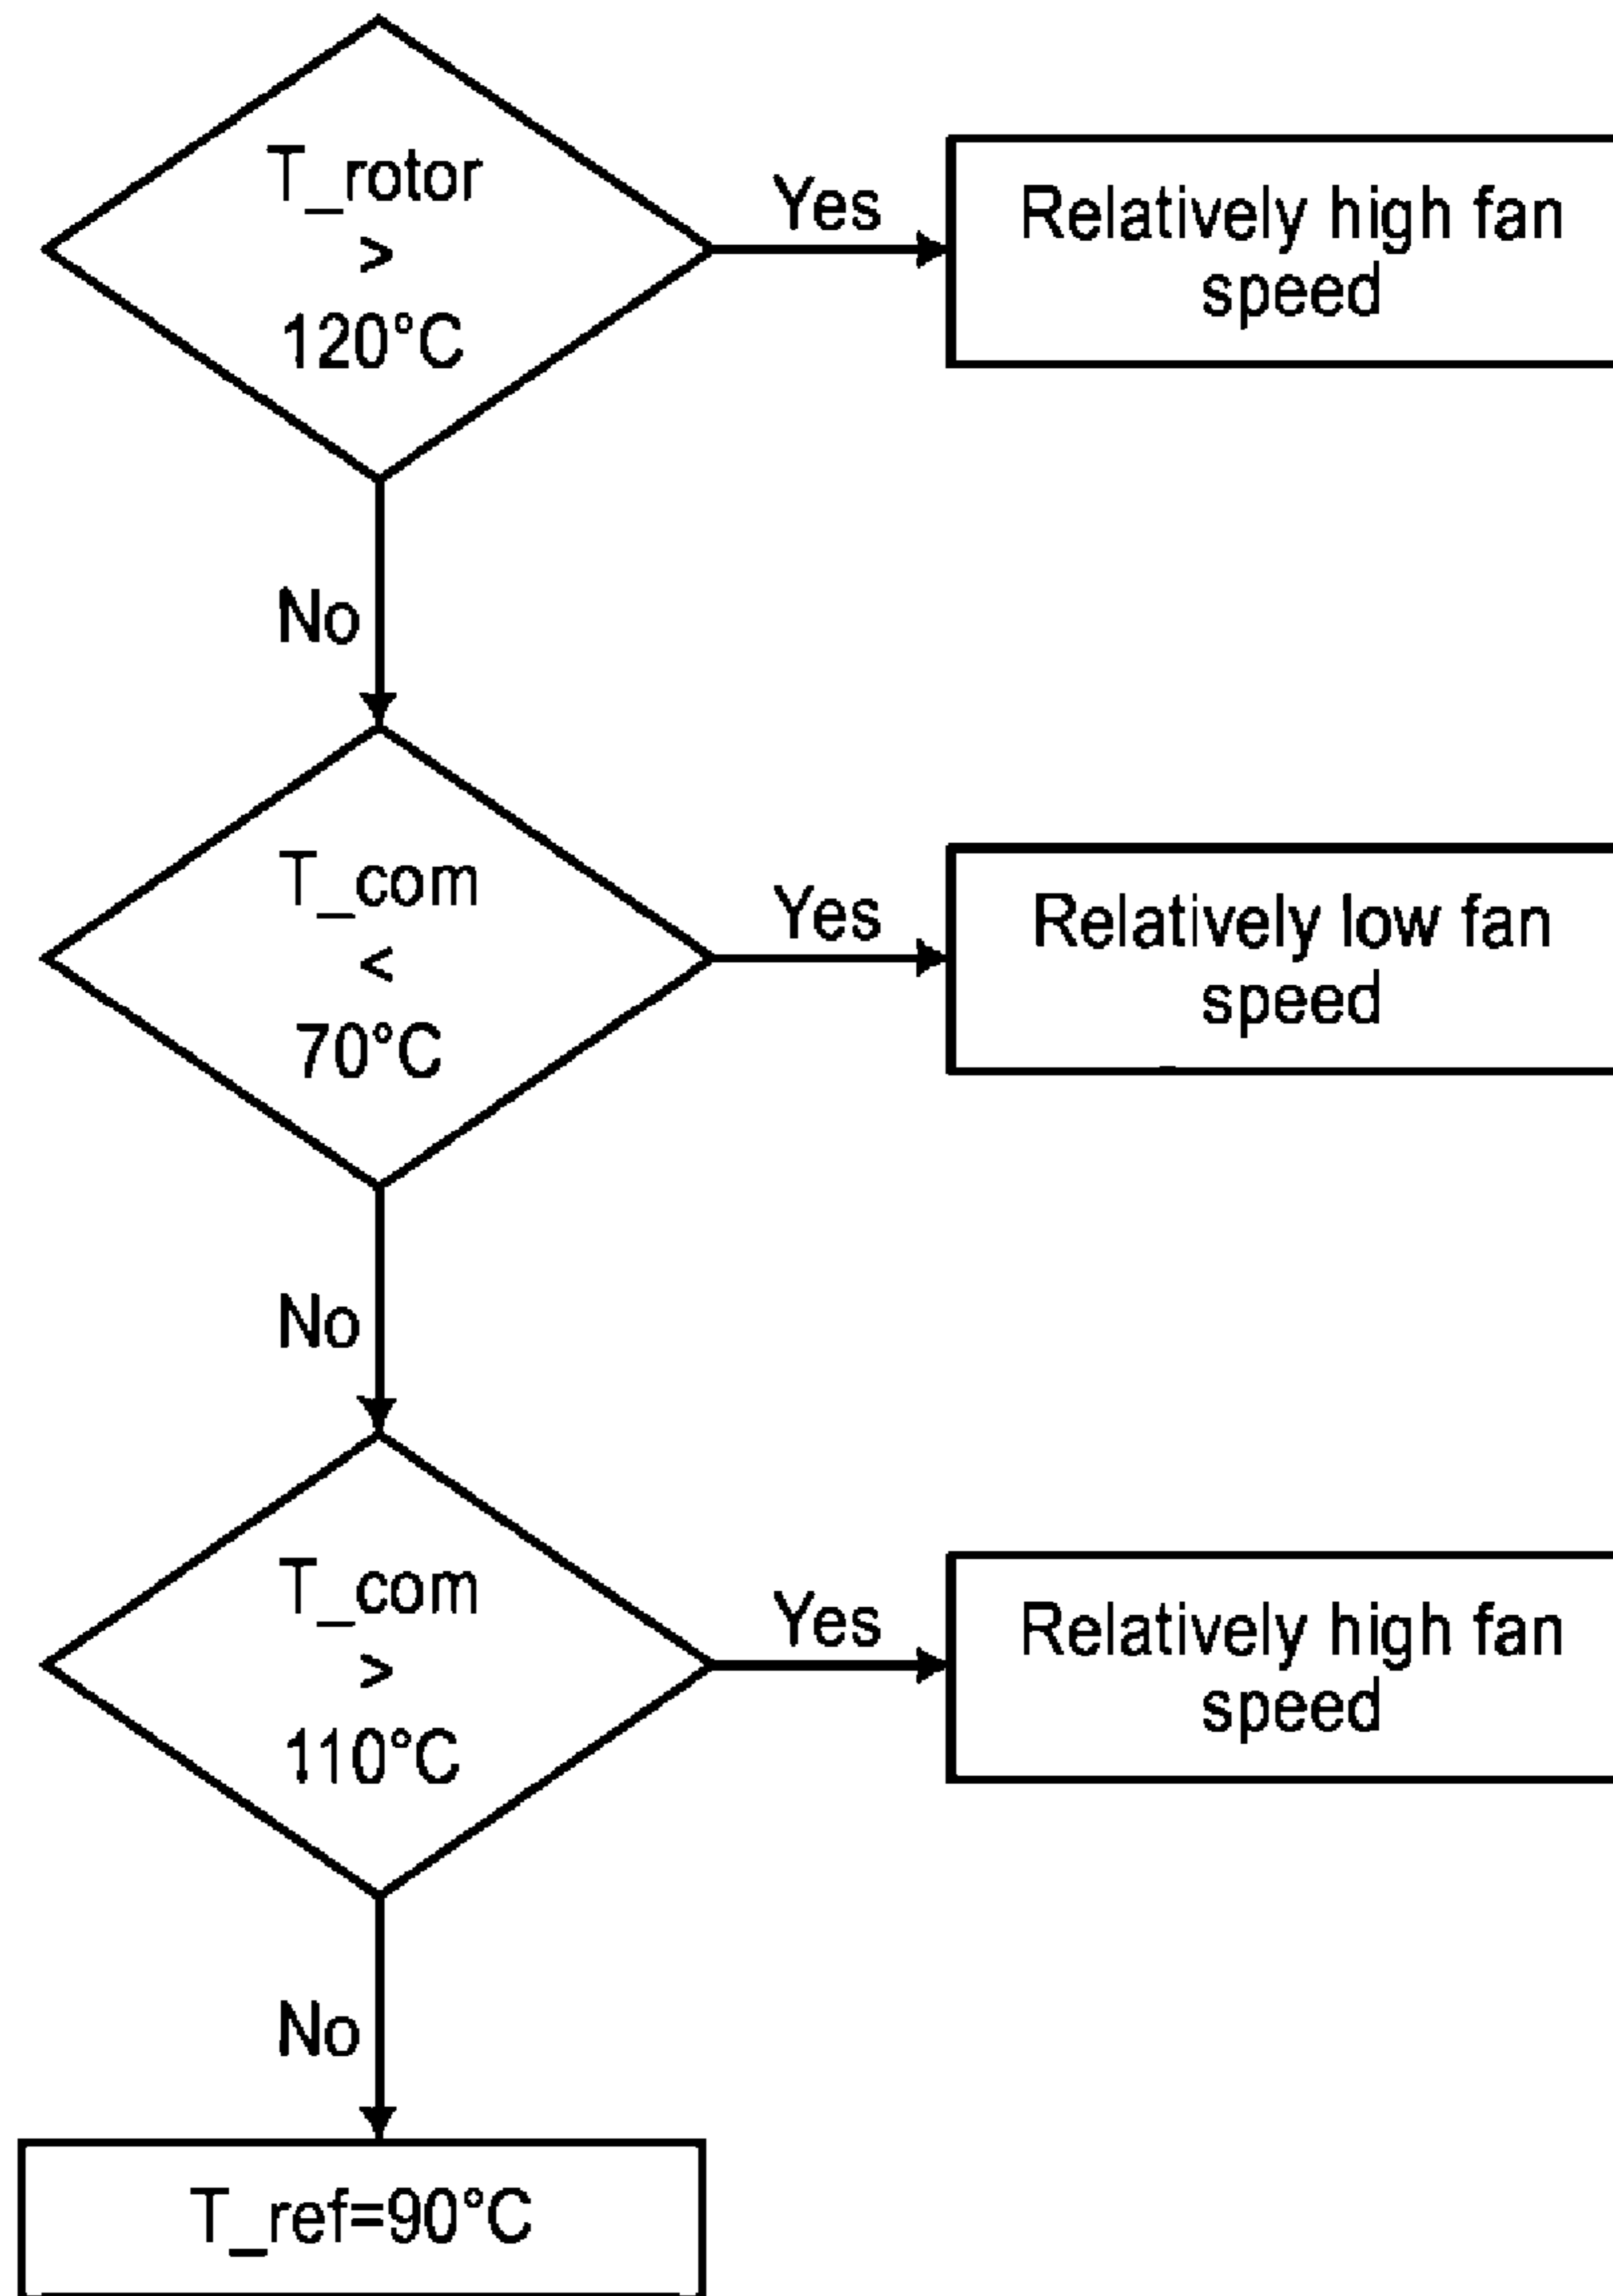 T_rotor
>
120°C
Yes
Relatively high fan
speed
No
T_com
<
70°C
Yes
Relatively low fan
speed
No
T_com
>
110°C
Yes
Relatively high fan
speed
No
T_ref=90°C